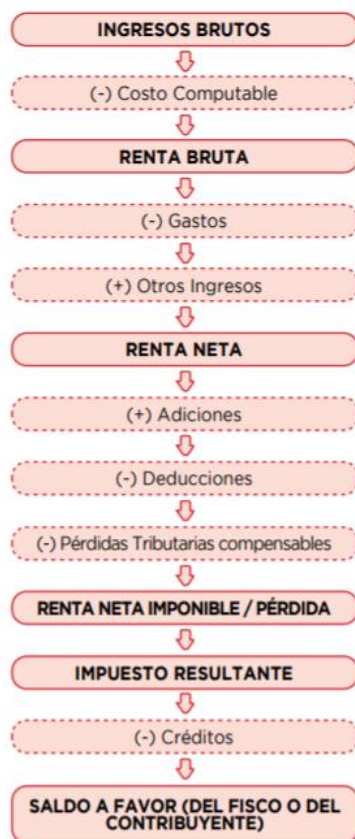 INGRESOS BRUTOS
(-) Costo Computable
RENTA BRUTA
(-) Gastos
(+) Otros Ingresos
RENTA NETA
(+) Adiciones
(-) Deducciones
(-) Pérdidas Tributarias compensables
RENTA NETA IMPONIBLE / PÉRDIDA
IMPUESTO RESULTANTE
(-) Créditos
SALDO A FAVOR (DEL FISCO O DEL
CONTRIBUYENTE)